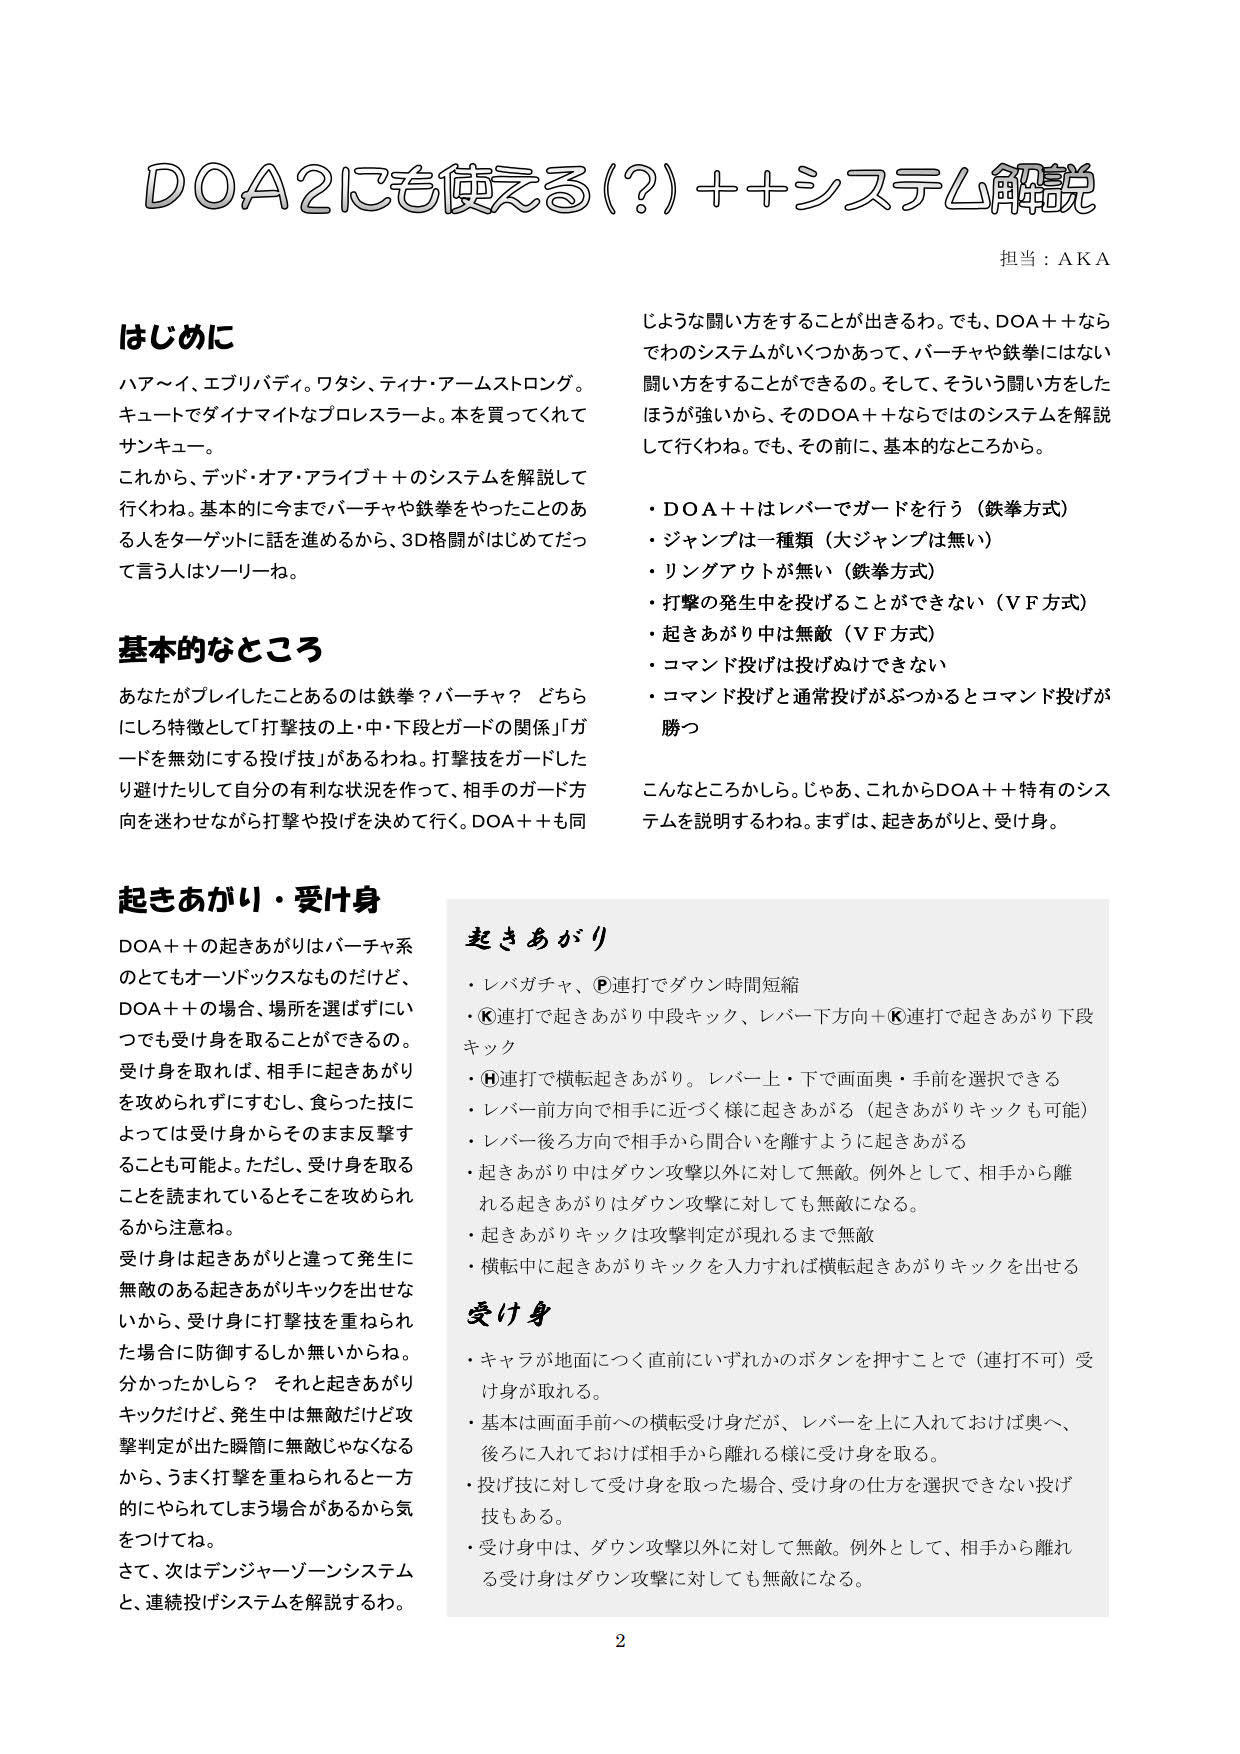 DOA2にも使える(?)++システム解説
担当:AKA
はじめに
ハア〜イ、エブリバディ。ワタシ、ティナ・アームストロング。
キュートでダイナマイトなプロレスラーよ。本を買ってくれて
サンキュー。
これから、デッド・オア・アライブ++のシステムを解説して
行くわね。基本的に今までバーチャや鉄拳をやったことのあ
る人をターゲットに話を進めるから、3D格闘がはじめてだっ
て言う人はソーリーね。
基本的なところ
あなたがプレイしたことあるのは鉄拳?バーチャ? どちら
にしろ特徴として「打撃技の上・中・下段とガードの関係」「ガ
ードを無効にする投げ技」があるわね。打撃技をガードした
り避けたりして自分の有利な状況を作って、相手のガード方
向を迷わせながら打撃や投げを決めて行く。DOA++も同
じような闘い方をすることが出きるわ。でも、DOA++なら
でわのシステムがいくつかあって、バーチャや鉄拳にはない
闘い方をすることができるの。そして、そういう闘い方をした
ほうが強いから、そのDOA++ならではのシステムを解説
して行くわね。でも、その前に、基本的なところから。
・DOA++はレバーでガードを行う(鉄拳方式)
・ジャンプは一種類(大ジャンプは無い)
・リングアウトが無い(鉄拳方式)
・打撃の発生中を投げることができない(VF方式)
・起きあがり中は無敵(VF方式)
・コマンド投げは投げぬけできない
・コマンド投げと通常投げがぶつかるとコマンド投げが
勝つ
こんなところかしら。じゃあ、これからDOA++特有のシス
テムを説明するわね。まずは、起きあがりと、受け身。
起きあがり・受け身
DOA++の起きあがりはバーチャ系
のとてもオーソドックスなものだけど、
DOA++の場合、場所を選ばずにい
つでも受け身を取ることができるの。
受け身を取れば、相手に起きあがり
を攻められずにすむし、食らった技に
よっては受け身からそのまま反撃す
ることも可能よ。ただし、受け身を取る
ことを読まれているとそこを攻められ
るから注意ね。
受け身は起きあがりと違って発生に
無敵のある起きあがりキックを出せな
いから、受け身に打撃技を重ねられ
た場合に防御するしか無いからね。
分かったかしら? それと起きあがり
キックだけど、発生中は無敵だけど攻
撃判定が出た瞬間に無敵じゃなくなる
から、うまく打撃を重ねられると一方
的にやられてしまう場合があるから気
をつけてね。
さて、次はデンジャーゾーンシステム
と、連続投げシステムを解説するわ。
起きあがり
・レバガチャ、Ⓟ連打でダウン時間短縮
・Ⓚ連打で起きあがり中段キック、レバー下方向+Ⓚ連打で起きあがり下段
キック
・Ⓗ連打で横転起きあがり。レバー上・下で画面奥・手前を選択できる
・レバー前方向で相手に近づく様に起きあがる(起きあがりキックも可能)
・レバー後ろ方向で相手から間合いを離すように起きあがる
・起きあがり中はダウン攻撃以外に対して無敵。例外として、相手から離
れる起きあがりはダウン攻撃に対しても無敵になる。
・起きあがりキックは攻撃判定が現れるまで無敵
・横転中に起きあがりキックを入力すれば横転起きあがりキックを出せる
受け身
・キャラが地面につく直前にいずれかのボタンを押すことで(連打不可)受
け身が取れる。
・基本は画面手前への横転受け身だが、レバーを上に入れておけば奥へ、
後ろに入れておけば相手から離れる様に受け身を取る。
・投げ技に対して受け身を取った場合、受け身の仕方を選択できない投げ
技もある。
・受け身中は、ダウン攻撃以外に対して無敵。例外として、相手から離れ
る受け身はダウン攻撃に対しても無敵になる。
2